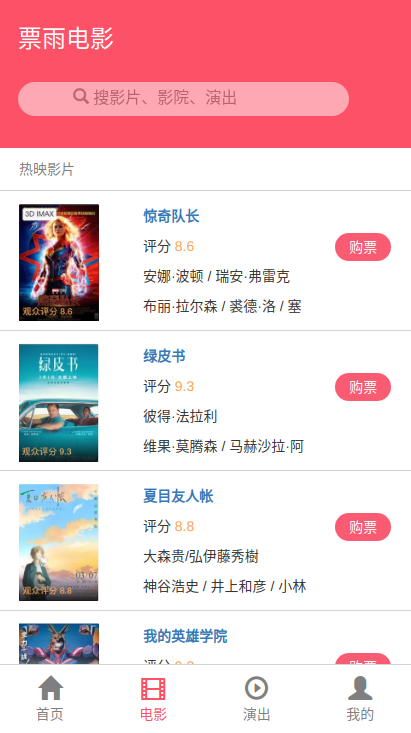 票雨电影
搜影片、影院、演出
热映影片
3D IMAX
观众评分 8.6
惊奇队长
评分 8.6
购票
安娜·波顿 / 瑞安·弗雷克
布丽·拉尔森 / 裘德·洛 / 塞
绿皮书
观众评分 9.3
绿皮书
评分 9.3
购票
彼得·法拉利
维果·莫腾森 / 马赫沙拉·阿
夏目友人帐
03/07
观众评分 8.8
夏目友人帐
评分 8.8
购票
大森贵/弘伊藤秀樹
神谷浩史 / 井上和彦 / 小林
我的英雄学院
评分
购票
首页
电影
演出
我的